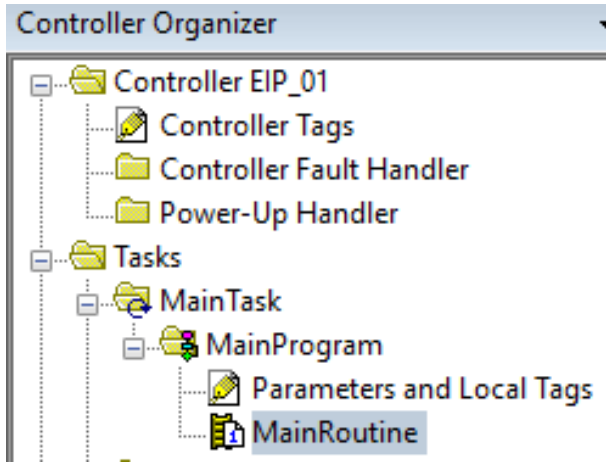 Controller Organizer
Controller EIP_01
Controller Tags
Controller Fault Handler
Power-Up Handler
Tasks
MainTask
MainProgram
Parameters and Local Tags
MainRoutine